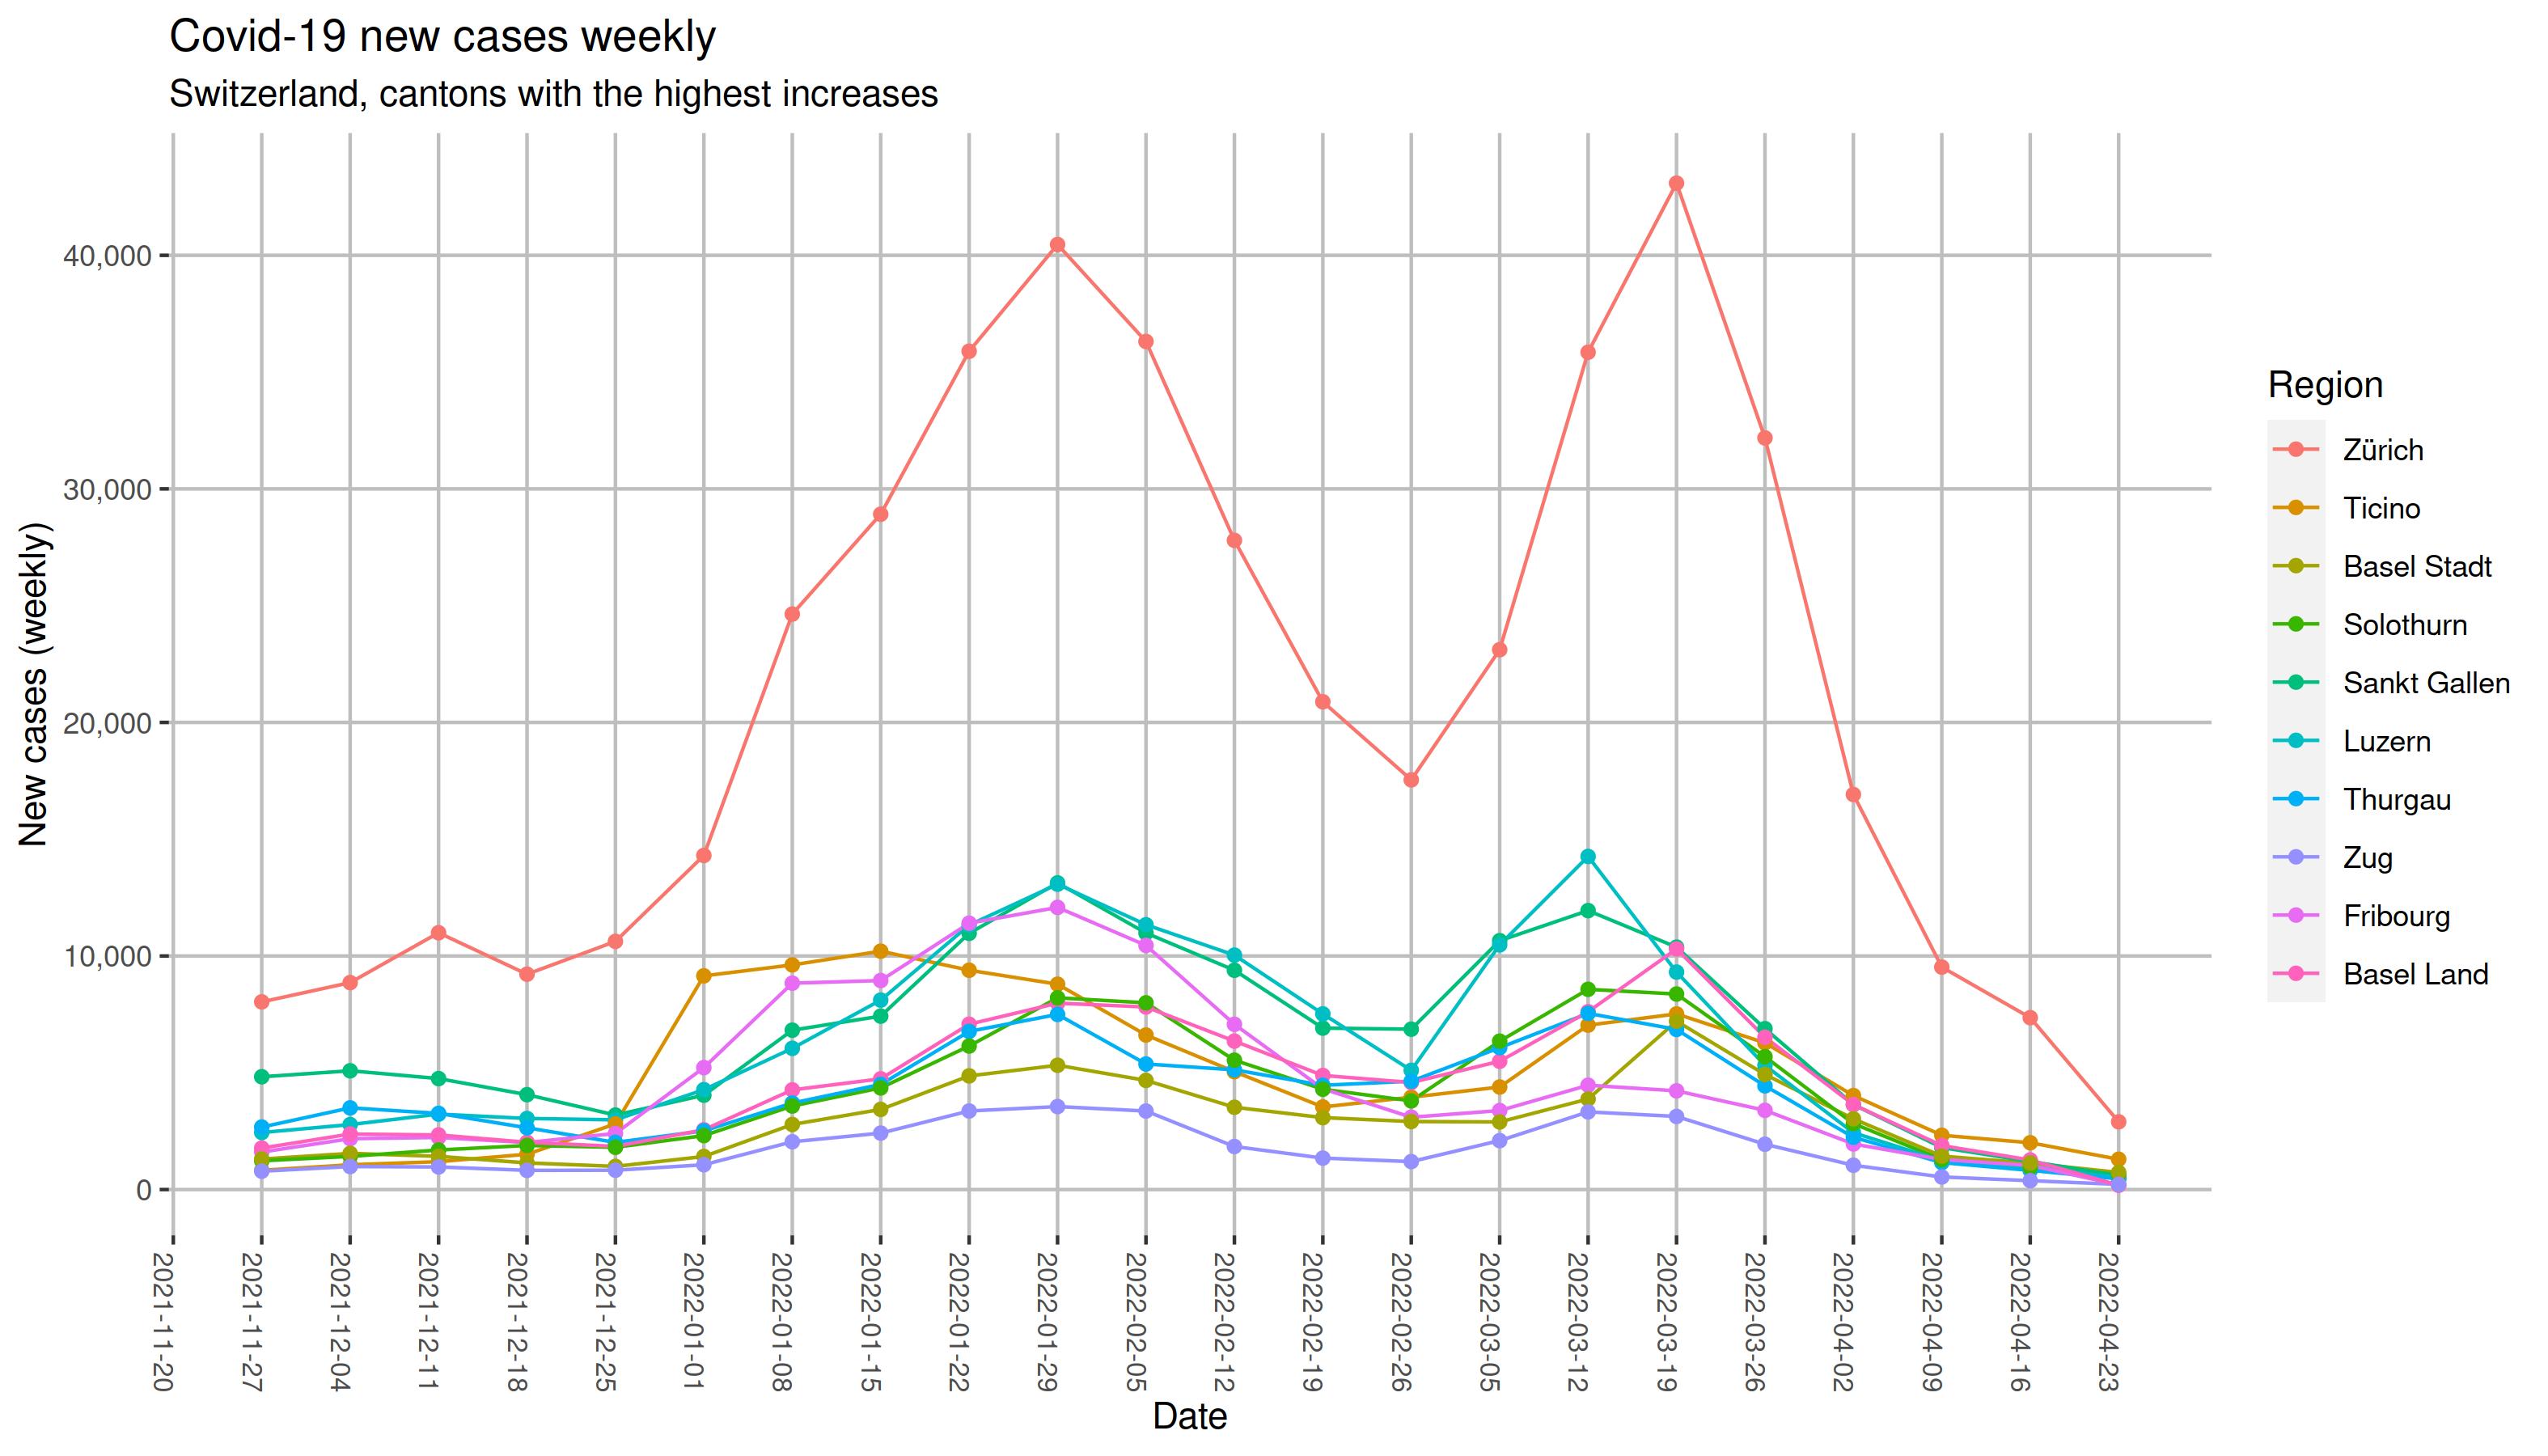 Covid-19 new cases weekly
Switzerland, cantons with the highest increases
New cases (weekly)
40,000
30,000
20,000
10,000
0
2021-11-20
2021-11-27
2021-12-04
2021-12-11
2021-12-18
2021-12-25
2022-01-01
2022-01-08
2022-01-15
2022-01-22
2022-01-29
2022-02-05
2022-02-12
2022-02-19
2022-02-26
2022-03-05
2022-03-12
2022-03-19
2022-03-26
2022-04-02
2022-04-09
2022-04-16
2022-04-23
Date
Region
Zürich
Ticino
Basel Stadt
Solothurn
Sankt Gallen
Luzern
Thurgau
Zug
Fribourg
Basel Land